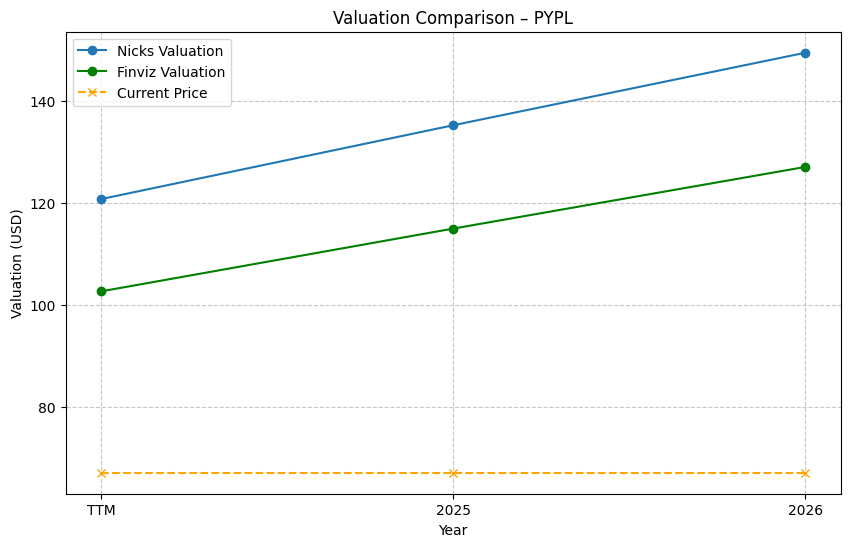 Valuation Comparison – PYPL
Nicks Valuation
Finviz Valuation
Current Price
Valuation (USD)
140
120
100
80
TTM
2025
2026
Year